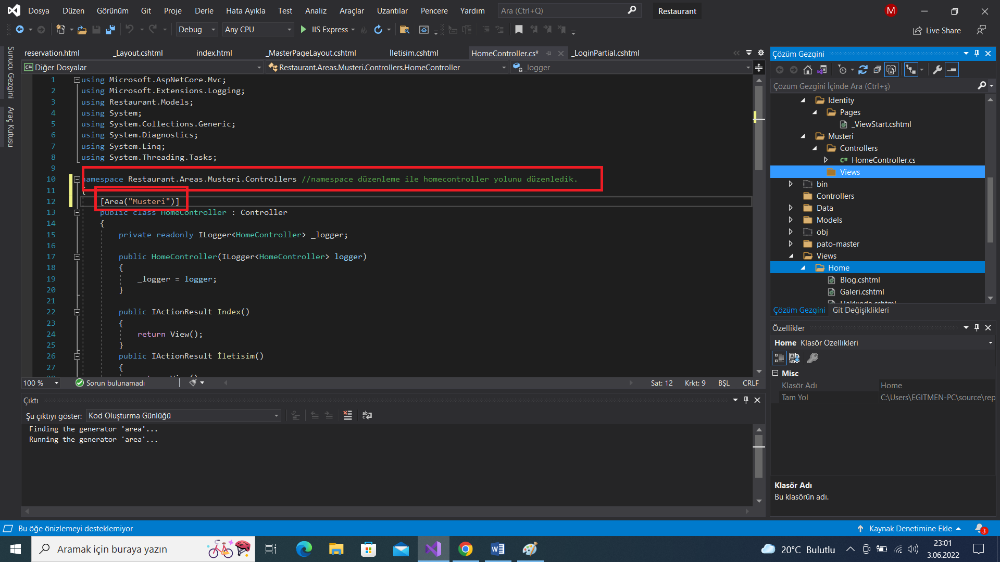 Dosya Düzen Görünüm Git Proje Derle Hata Ayıkla Test Analiz Araçlar Uzantılar Pencere Yardım Ara (Ctrl+Q) Restaurant M
Debug Any CPU IIS Express Live Share
Sunucu Gezgini
Araç Kutusu
reservation.html _Layout.cshtml index.html _MasterPageLayout.cshtml İletisim.cshtml HomeController.cs* _LoginPartial.cshtml
C# Diğer Dosyalar Restaurant.Areas.Musteri.Controllers.HomeController _logger
1 using Microsoft.AspNetCore.Mvc;
2 using Microsoft.Extensions.Logging;
3 using Restaurant.Models;
4 using System;
5 using System.Collections.Generic;
6 using System.Diagnostics;
7 using System.Linq;
8 using System.Threading.Tasks;
9
10 namespace Restaurant.Areas.Musteri.Controllers //namespace düzenleme ile homecontroller yolunu düzenledik.
11 {
12 [Area("Musteri")]
13 public class HomeController : Controller
14 {
15 private readonly ILogger<HomeController> _logger;
16
17 public HomeController(ILogger<HomeController> logger)
18 {
19 _logger = logger;
20 }
21
22 public IActionResult Index()
23 {
24 return View();
25 }
26 public IActionResult İletisim()
27 {
100 % Sorun bulunamadı Sat: 12 Krkt: 9 BŞL CRLF
Çıktı
Şu çıktıyı göster: Kod Oluşturma Günlüğü
Finding the generator 'area'...
Running the generator 'area'...
Çözüm Gezgini
Çözüm Gezgini İçinde Ara (Ctrl+ş)
Identity
Pages
_ViewStart.cshtml
Musteri
Controllers
C# HomeController.cs
Views
bin
Controllers
Data
Models
obj
pato-master
Views
Home
Blog.cshtml
Galeri.cshtml
Hakkında.cshtml
Çözüm Gezgini Git Değişiklikleri
Özellikler
Home Klasör Özellikleri
Misc
Klasör Adı Home
Tam Yol C:\Users\EGITMEN-PC\source\rep
Klasör Adı
Bu klasörün adı.
Bu öğe önizlemeyi desteklemiyor Kaynak Denetimine Ekle 3
Aramak için buraya yazın 20°C Bulutlu 23:01
3.06.2022